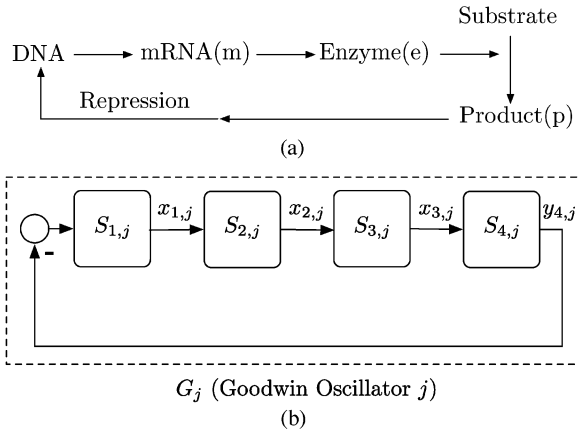 Substrate
DNA mRNA(m) Enzyme(e)
Repression
Product(p)
(a)
x1,j x2,j x3,j y4,j
S1,j S2,j S3,j S4,j
-
Gj (Goodwin Oscillator j)
(b)